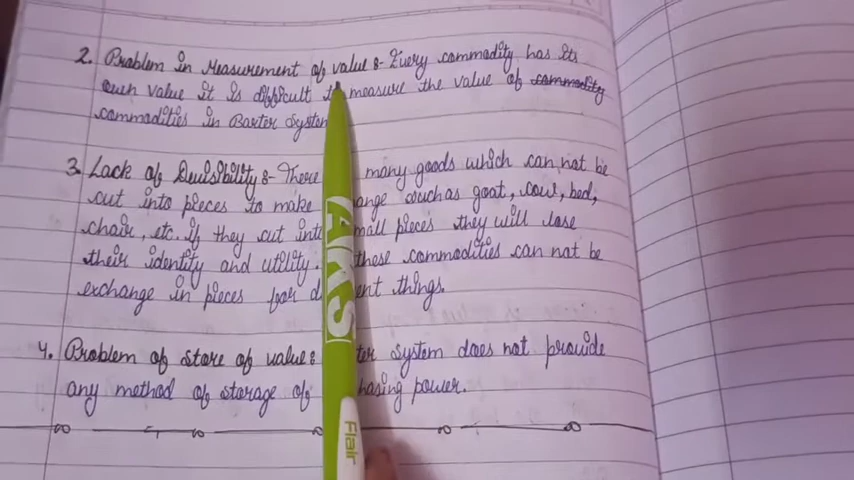 2. Problem in Measurement of value :- Every commodity has its
own value it is difficult to measure the value of commodity
commodities in Barter System
3. Lack of Devisibility :- There many goods which can not be
cut into pieces to make ange such as goat, cow, bed,
chair, etc. if they cut int mall pieces they will lose
their identity and utility. these commodities can not be
exchange in pieces for d ent things.
4. Problem of store of value : ter system does not provide
any method of storage of hasing power.
AKS
Flair